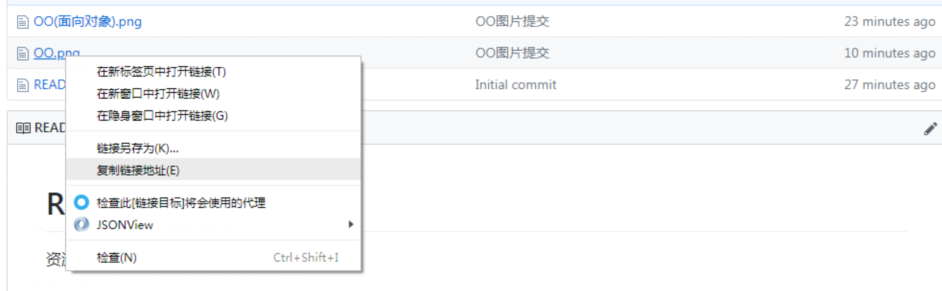 OO(面向对象).png OO图片提交 23 minutes ago
OO.png OO图片提交 10 minutes ago
READ Initial commit 27 minutes ago
在新标签页中打开链接(T)
在新窗口中打开链接(W)
在隐身窗口中打开链接(G)
READ
链接另存为(K)...
复制链接地址(E)
R
检查此[链接目标]将会使用的代理
JSONView
资
检查(N) Ctrl+Shift+I